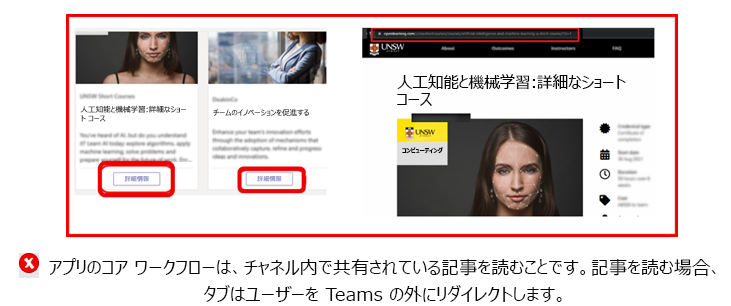 UNSW Short Courses
人工知能と機械学習:詳細なショー
トコース
You've heard of AI, but do you understand
it? Learn AI today: explore algorithms, apply
machine learning, solve problems and
prepare yourself for the future of work. Em...
詳細情報
チームのイノベーションを促進する
Enhance your team's innovation efforts
through the adoption of mechanisms that
collaboratively capture, refine and progress
ideas and innovations.
詳細情報
UNSW
About
Outcomes
Instructors
FAQ
人工知能と機械学習:詳細なショート
コース
UNSW
コンピューティング
Credential type
Certificate of
completion
Start date
Duration
Cost
アプリのコア ワークフローは、チャネル内で共有されている記事を読むことです。記事を読む場合、
タブはユーザーを Teams の外にリダイレクトします。